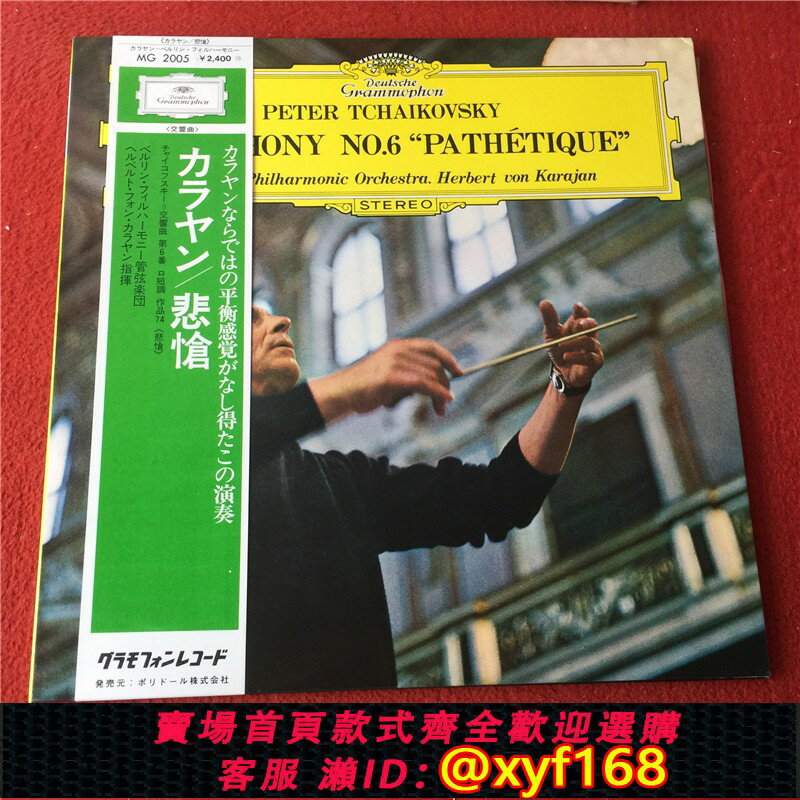 《カラヤン/悲愴》
カラヤン―ベルリン・フィルハーモニー
MG 2005 ¥2,400
Deutsche
Grammophon
〈交響曲〉
カラヤンならではの平衡感覚がなし得たこの演奏
チャイコフスキー=交響曲 第6番 ロ短調 作品74《悲愴》
カラヤン/悲愴
ベルリン・フィルハーモニー管弦楽団
ヘルベルト・フォン・カラヤン指揮
グラモフォンレコード
発売元:ポリドール株式会社
Deutsche
Grammophon
PETER TCHAIKOVSKY
HONY NO.6 “PATHÉTIQUE”
Philharmonic Orchestra. Herbert von Karajan
STEREO
賣場首頁款式齊全歡迎選購
客服 瀨ID:@xyf168